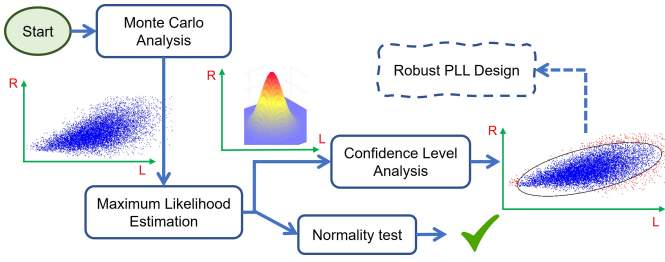 Start
Monte Carlo
Analysis
R
L
R
L
Maximum Likelihood
Estimation
Confidence Level
Analysis
Normality test
Robust PLL Design
R
L